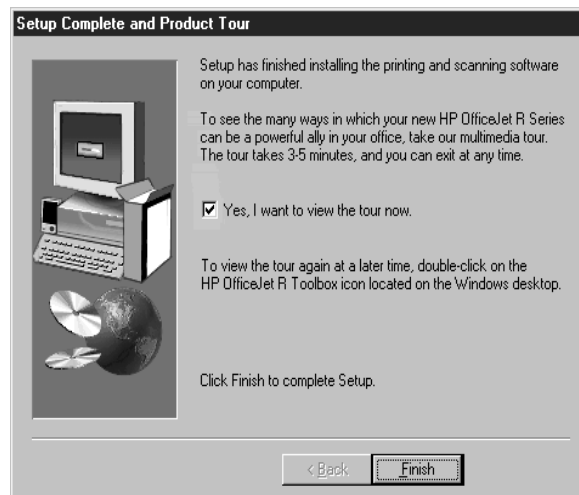 Setup Complete and Product Tour
Setup has finished installing the printing and scanning software
on your computer.
To see the many ways in which your new HP OfficeJet R Series
can be a powerful ally in your office, take our multimedia tour.
The tour takes 3-5 minutes, and you can exit at any time.
Yes, I want to view the tour now.
To view the tour again at a later time, double-click on the
HP OfficeJet R Toolbox icon located on the Windows desktop.
Click Finish to complete Setup.
< Back
Finish